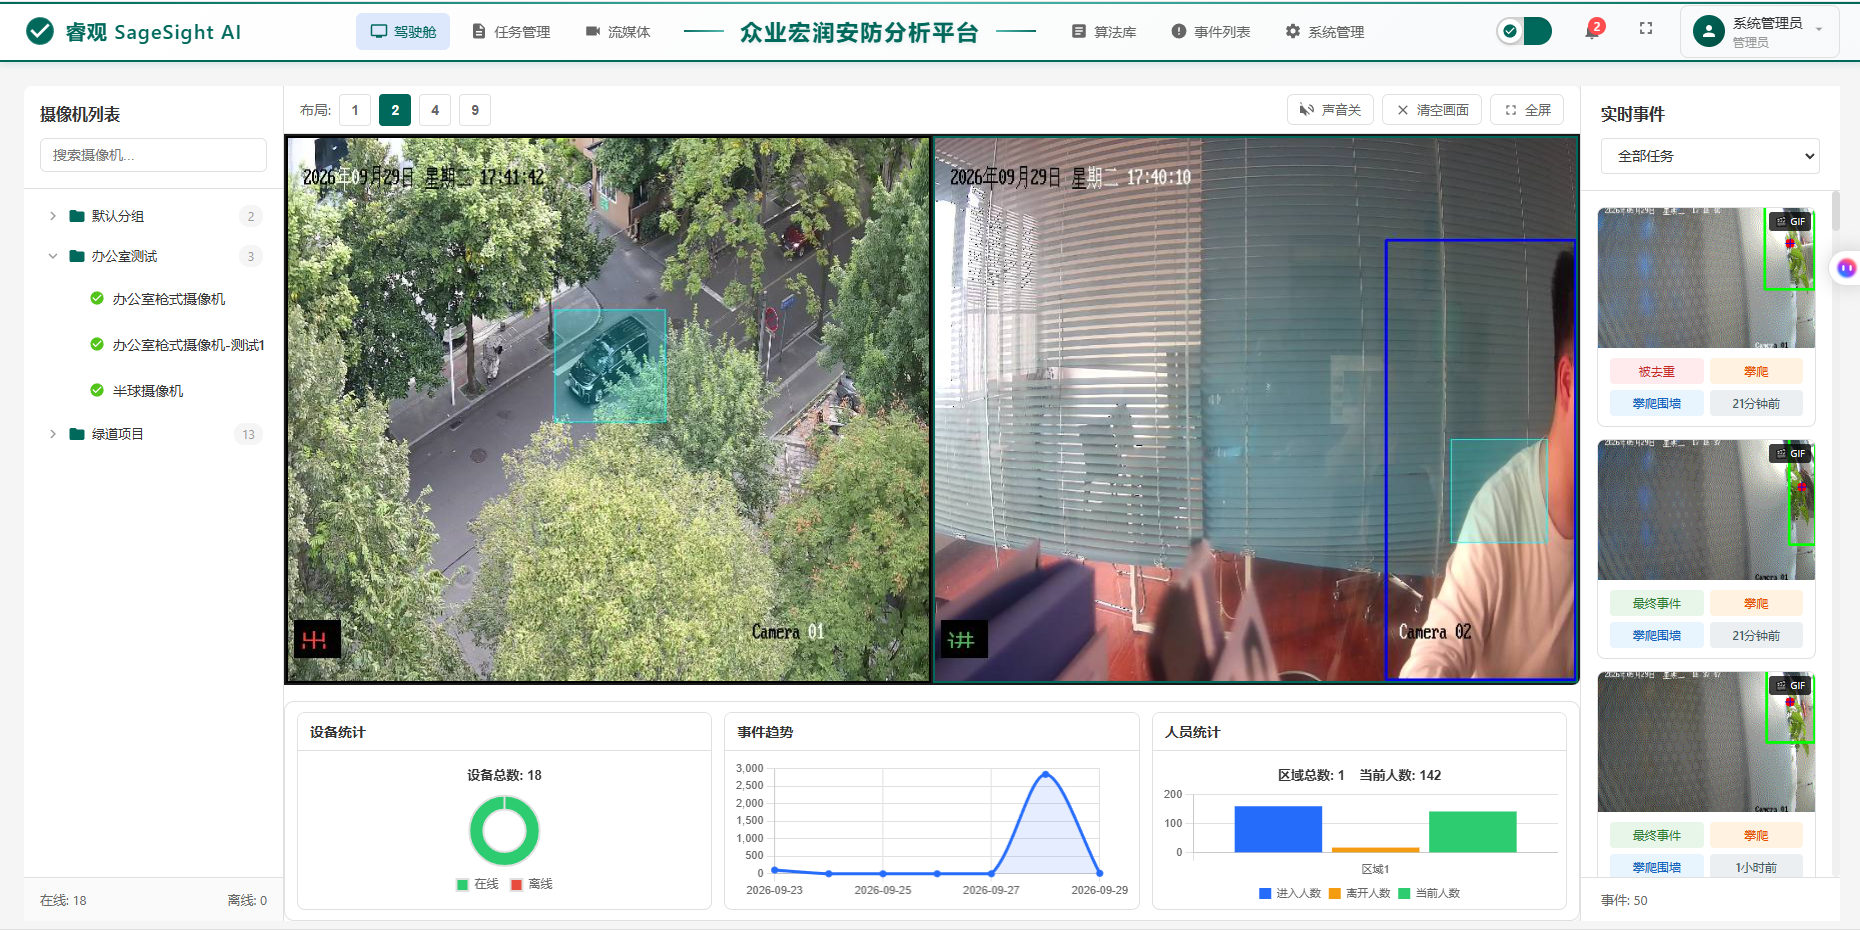 睿观 SageSight AI
驾驶舱
任务管理
流媒体
众业宏润安防分析平台
算法库
事件列表
系统管理
2
系统管理员
管理员
摄像机列表
搜索摄像机...
默认分组 2
办公室测试 3
办公室枪式摄像机
办公室枪式摄像机-测试1
半球摄像机
绿道项目 13
在线: 18
离线: 0
布局: 1 2 4 9
声音关
清空画面
全屏
2026年09月29日 星期二 17:41:42
Camera 01
2026年09月29日 星期二 17:40:10
Camera 02
设备统计
设备总数: 18
在线 离线
事件趋势
3,000
2,500
2,000
1,500
1,000
500
0
2026-09-23 2026-09-25 2026-09-27 2026-09-29
人员统计
区域总数: 1 当前人数: 142
200
100
0
区域1
进入人数 离开人数 当前人数
实时事件
全部任务
GIF
Camera 01
被去重 攀爬
攀爬围墙 21分钟前
GIF
Camera 01
最终事件 攀爬
攀爬围墙 21分钟前
GIF
Camera 01
最终事件 攀爬
攀爬围墙 1小时前
事件: 50